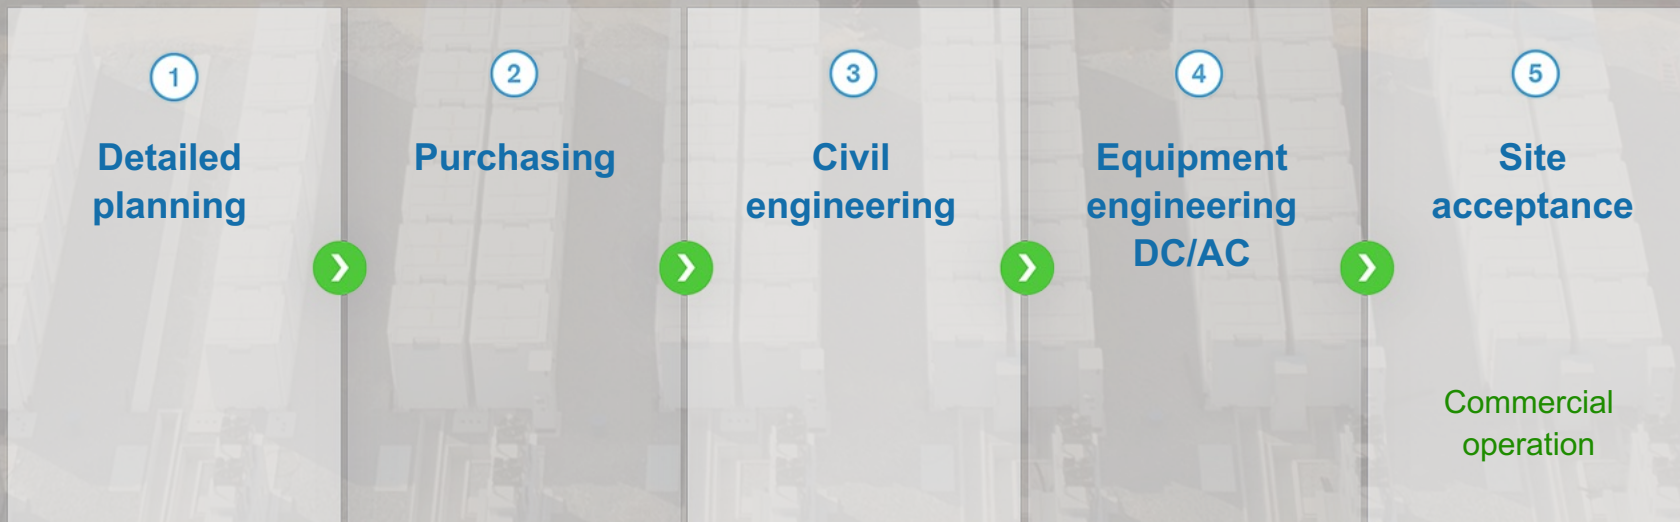 1
Detailed
planning
2
Purchasing
3
Civil
engineering
4
Equipment
engineering
DC/AC
5
Site
acceptance
Commercial
operation